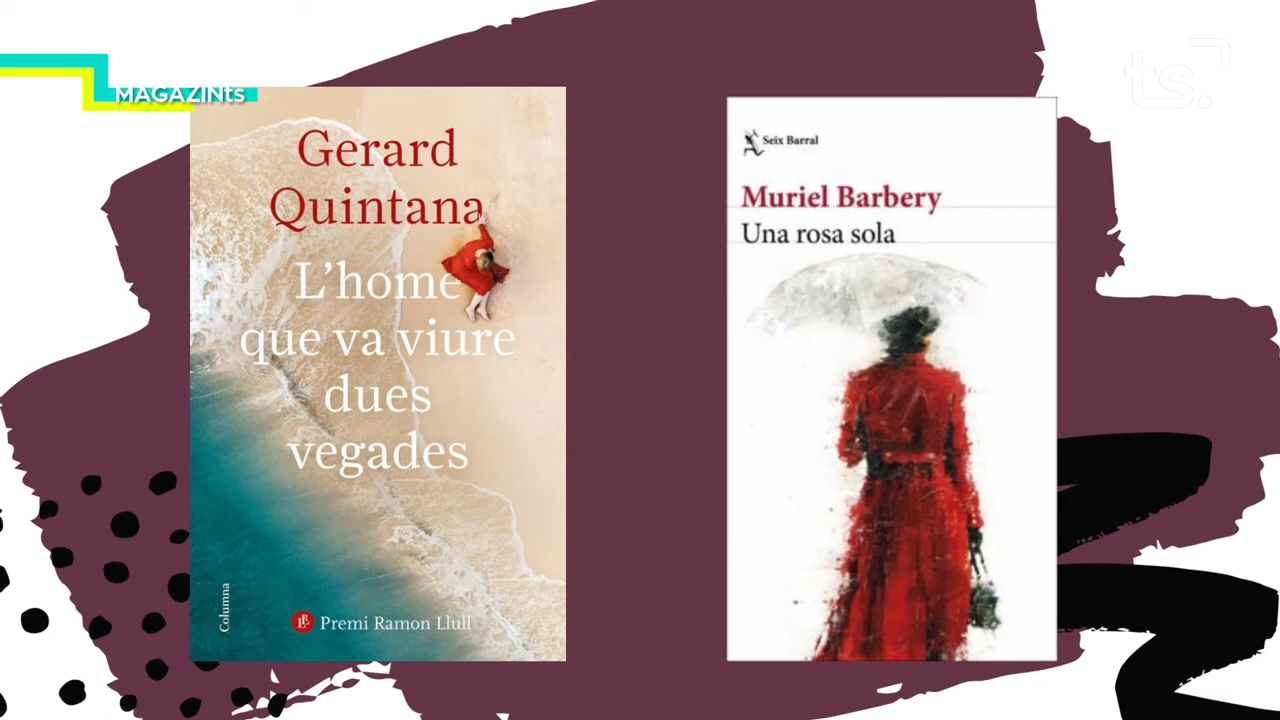 MAGAZINts
ts.
Gerard
Quintana
L'home
que va viure
dues
vegades
Columna
Premi Ramon Llull
Seix Barral
Muriel Barbery
Una rosa sola